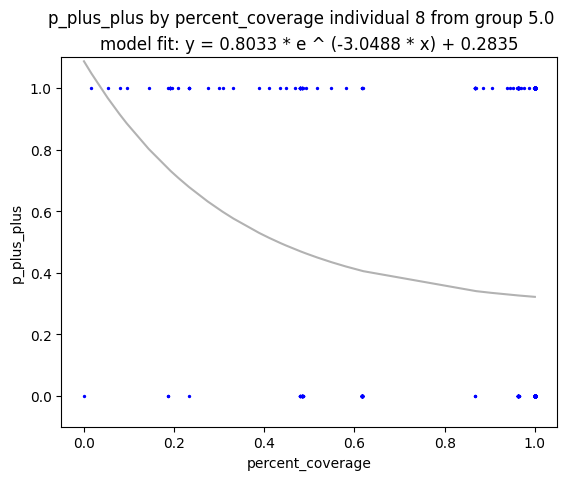 p_plus_plus by percent_coverage individual 8 from group 5.0
model fit: y = 0.8033 * e ^ (-3.0488 * x) + 0.2835
1.0
0.8
0.6
0.4
0.2
0.0
p_plus_plus
0.0 0.2 0.4 0.6 0.8 1.0
percent_coverage